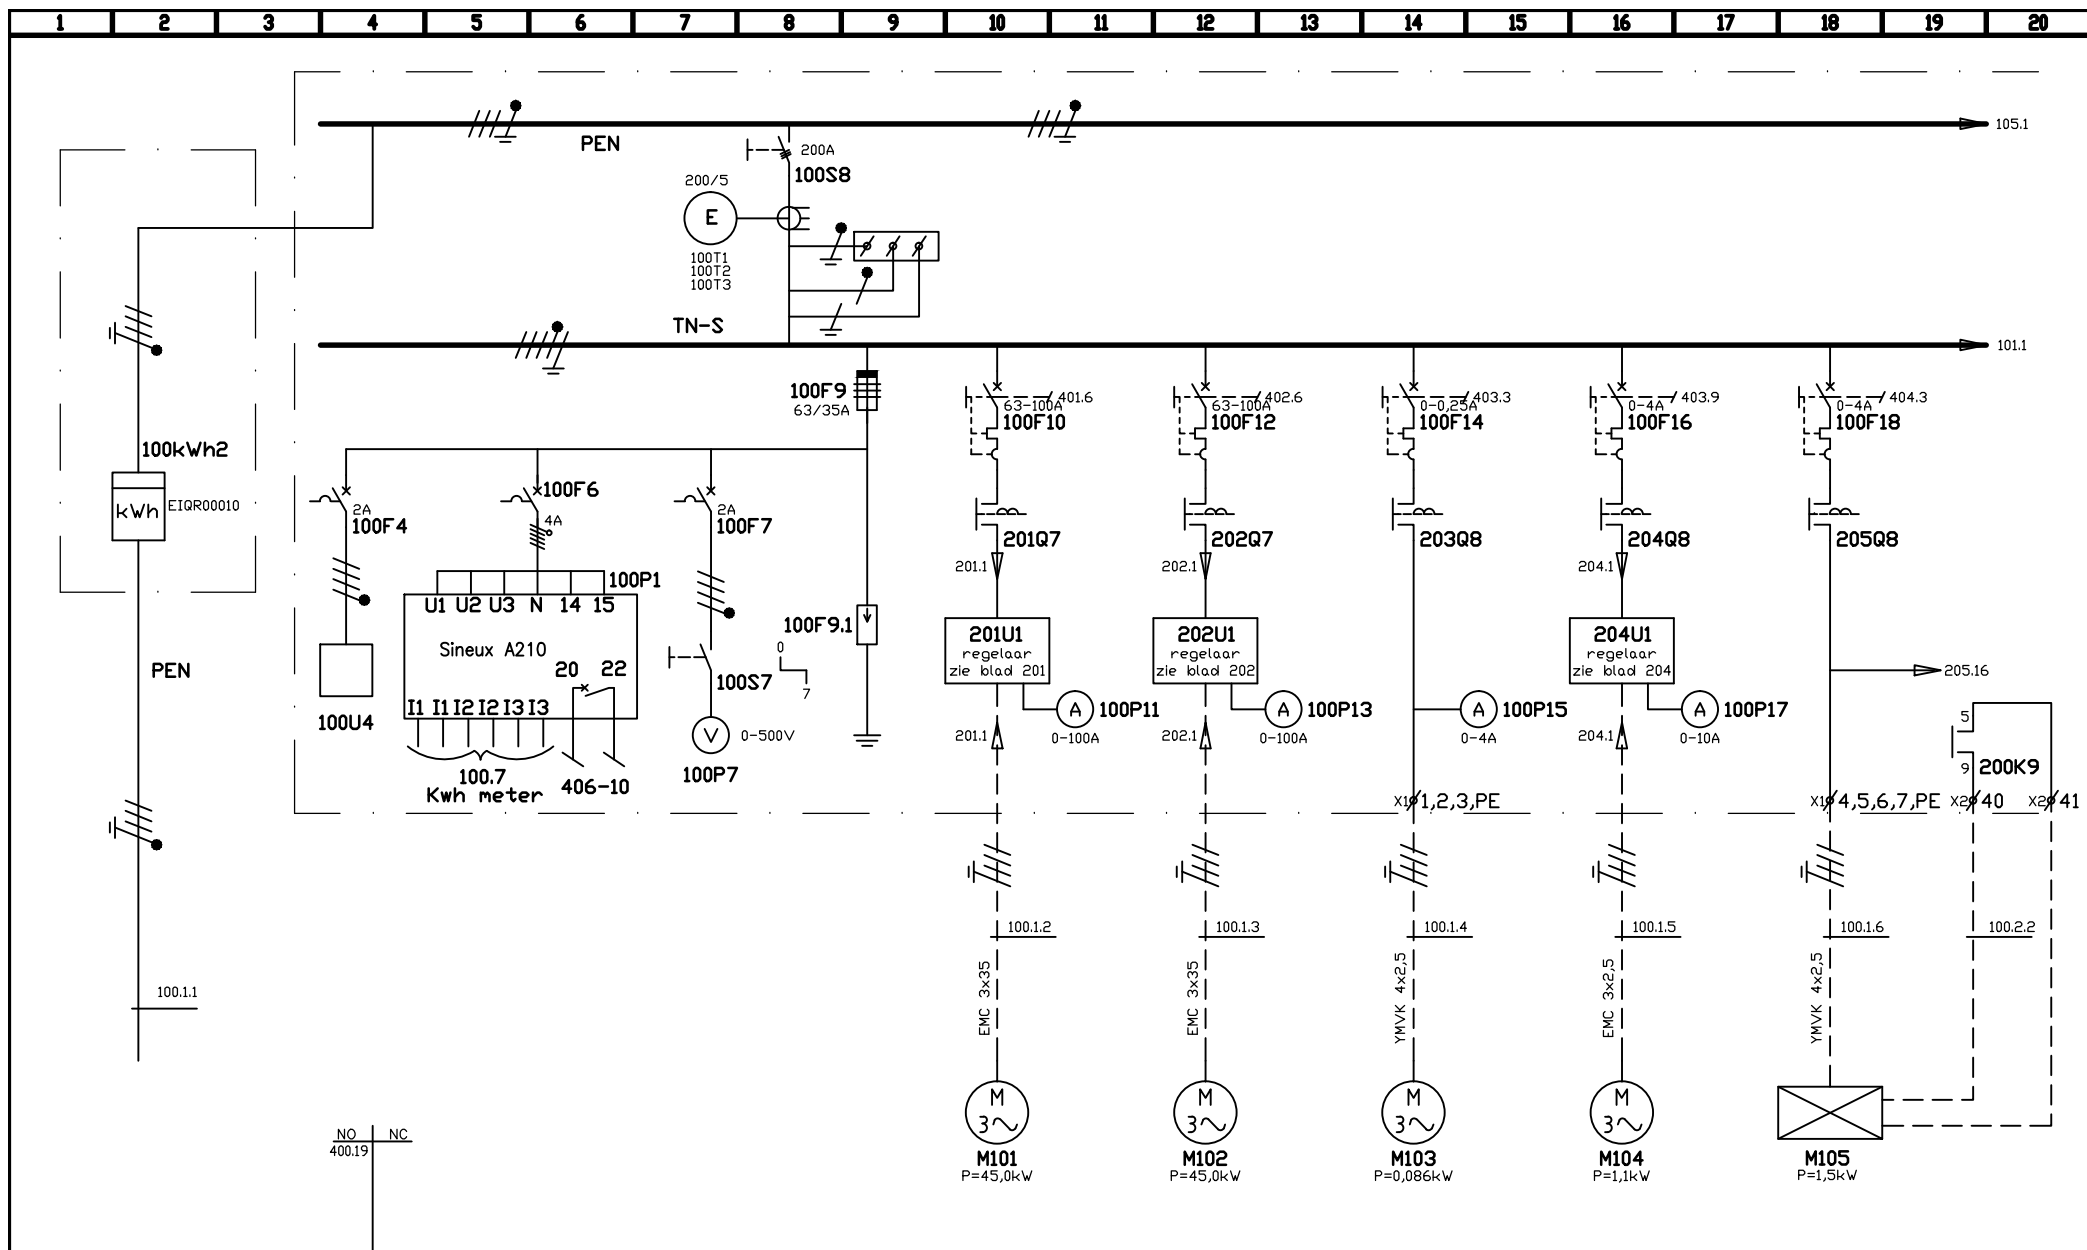 1 2 3 4 5 6 7 8 9 10 11 12 13 14 15 16 17 18 19 20
105.1
PEN
200A
100S8
200/5
E
100T1
100T2
100T3
TN-S
101.1
100F9
63/35A
63-100A
401.6
100F10
63-100A
402.6
100F12
0-0,25A
403.3
100F14
0-4A
403.9
100F16
0-4A
404.3
100F18
100kWh2
kWh
EIQR00010
2A
100F4
100F6
4A
2A
100F7
201Q7
202Q7
203Q8
204Q8
205Q8
201.1
202.1
204.1
100P1
U1 U2 U3 N 14 15
Sineux A210
20 22
I1 I1 I2 I2 I3 I3
100.7
Kwh meter
406-10
100U4
100F9.1
0
7
100S7
V
0-500V
100P7
PEN
201U1
regelaar
zie blad 201
202U1
regelaar
zie blad 202
204U1
regelaar
zie blad 204
205.16
A
100P11
0-100A
A
100P13
0-100A
A
100P15
0-4A
A
100P17
0-10A
201.1
202.1
204.1
5
9
200K9
X1 1,2,3,PE
X1 4,5,6,7,PE
X2 40
X2 41
100.1.2
100.1.3
100.1.4
100.1.5
100.1.6
100.2.2
100.1.1
EMC 3x35
EMC 3x35
YMVK 4x2,5
EMC 3x2,5
YMVK 4x2,5
M
3
M101
P=45,0kW
M
3
M102
P=45,0kW
M
3
M103
P=0,086kW
M
3
M104
P=1,1kW
M105
P=1,5kW
NO NC
400.19